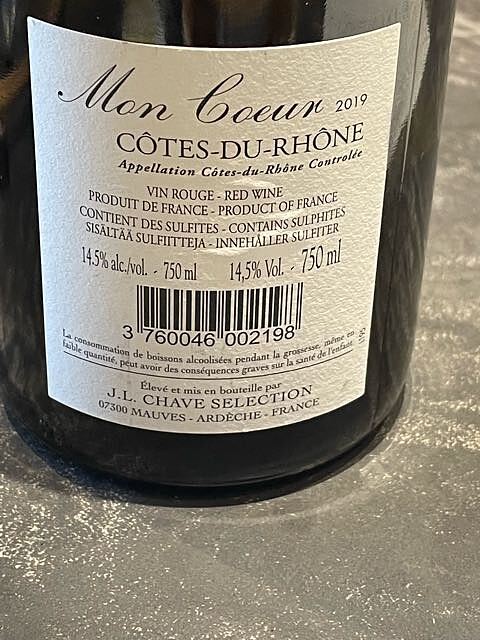 Mon Coeur 2019
CÔTES-DU-RHÔNE
Appellation Côtes-du-Rhône Controlée
VIN ROUGE - RED WINE
PRODUIT DE FRANCE - PRODUCT OF FRANCE
CONTIENT DES SULFITES - CONTAINS SULPHITES
SISÄLTÄÄ SULFIITTEJA - INNEHÅLLER SULFITER
14.5% alc./vol. - 750 ml 14,5% Vol. - 750 ml
3 760046 002198
La consommation de boissons alcoolisées pendant la grossesse, même en
faible quantité, peut avoir des conséquences graves sur la santé de l'enfant.
Élevé et mis en bouteille par
J.L. CHAVE SELECTION
07300 MAUVES - ARDÈCHE - FRANCE